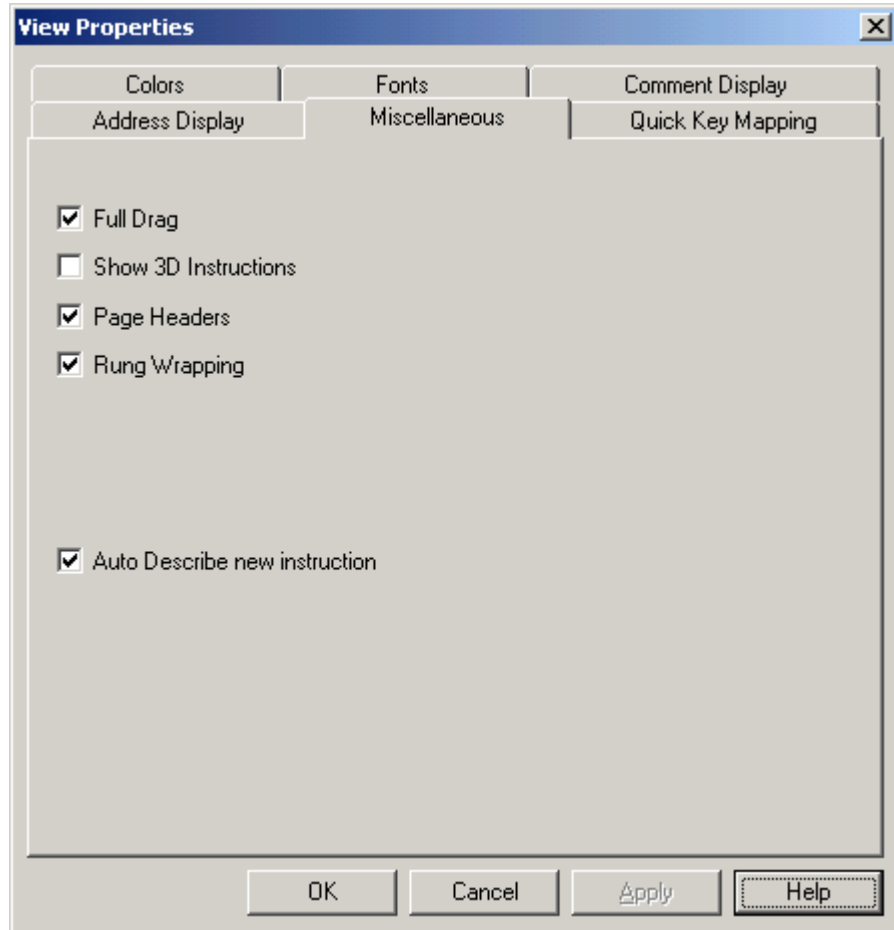 View Properties
Colors Fonts Comment Display
Address Display Miscellaneous Quick Key Mapping
Full Drag
Show 3D Instructions
Page Headers
Rung Wrapping
Auto Describe new instruction
OK Cancel Apply Help